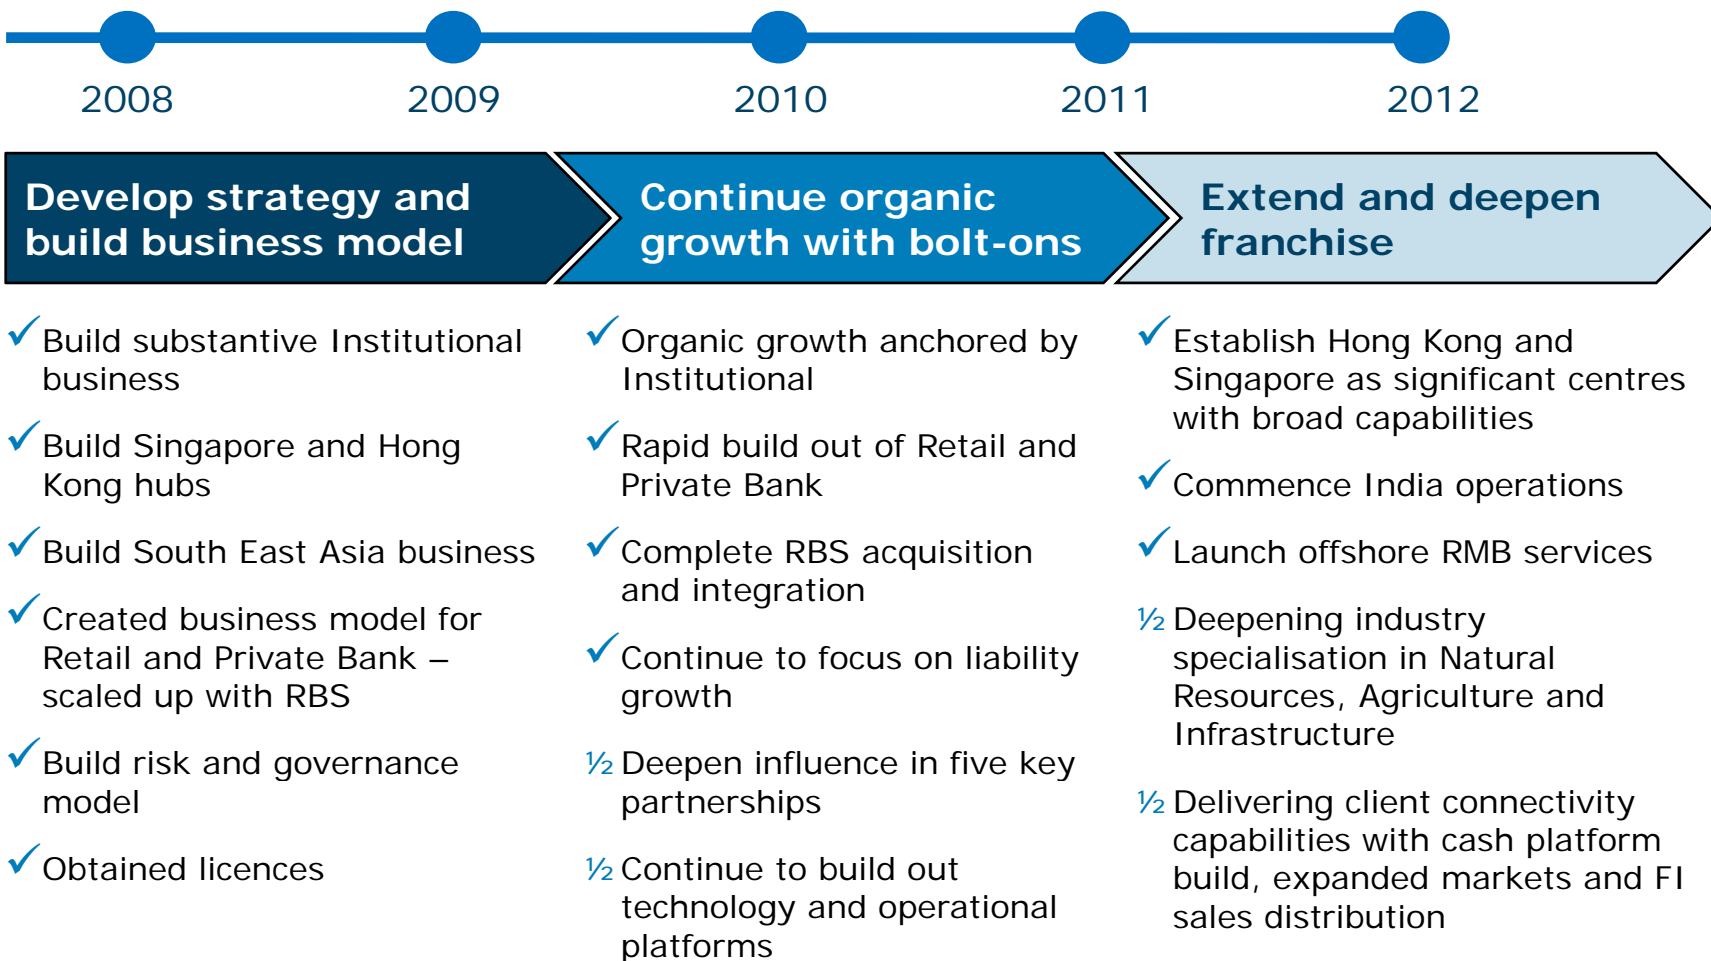 2008
2009
2010
2011
2012
Develop strategy and
build business model
Continue organic
growth with bolt-ons
Extend and deepen
franchise
✓ Build substantive Institutional
business
✓ Build Singapore and Hong
Kong hubs
✓ Build South East Asia business
✓ Created business model for
Retail and Private Bank –
scaled up with RBS
✓ Build risk and governance
model
✓ Obtained licences
✓ Organic growth anchored by
Institutional
✓ Rapid build out of Retail and
Private Bank
✓ Complete RBS acquisition
and integration
✓ Continue to focus on liability
growth
½ Deepen influence in five key
partnerships
½ Continue to build out
technology and operational
platforms
✓ Establish Hong Kong and
Singapore as significant centres
with broad capabilities
✓ Commence India operations
✓ Launch offshore RMB services
½ Deepening industry
specialisation in Natural
Resources, Agriculture and
Infrastructure
½ Delivering client connectivity
capabilities with cash platform
build, expanded markets and FI
sales distribution